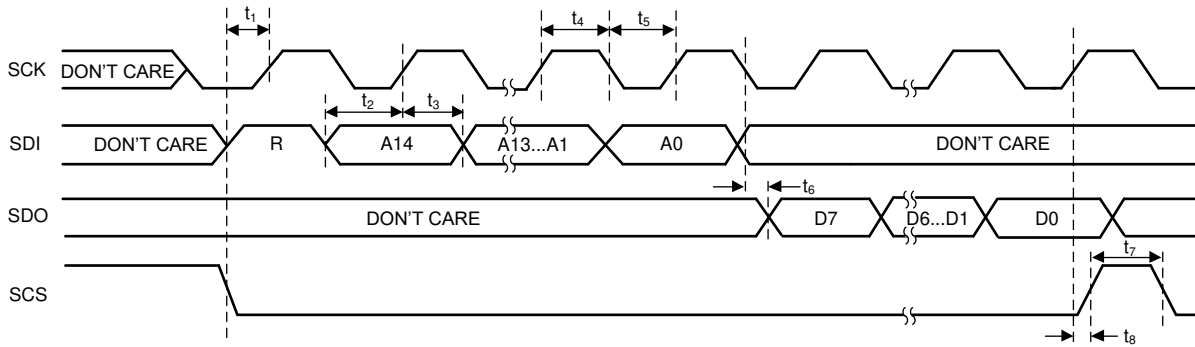 t1 t4 t5
SCK DON'T CARE
t2 t3
SDI DON'T CARE R A14 A13...A1 A0 DON'T CARE
t6
SDO DON'T CARE D7 D6...D1 D0
t7
SCS
t8